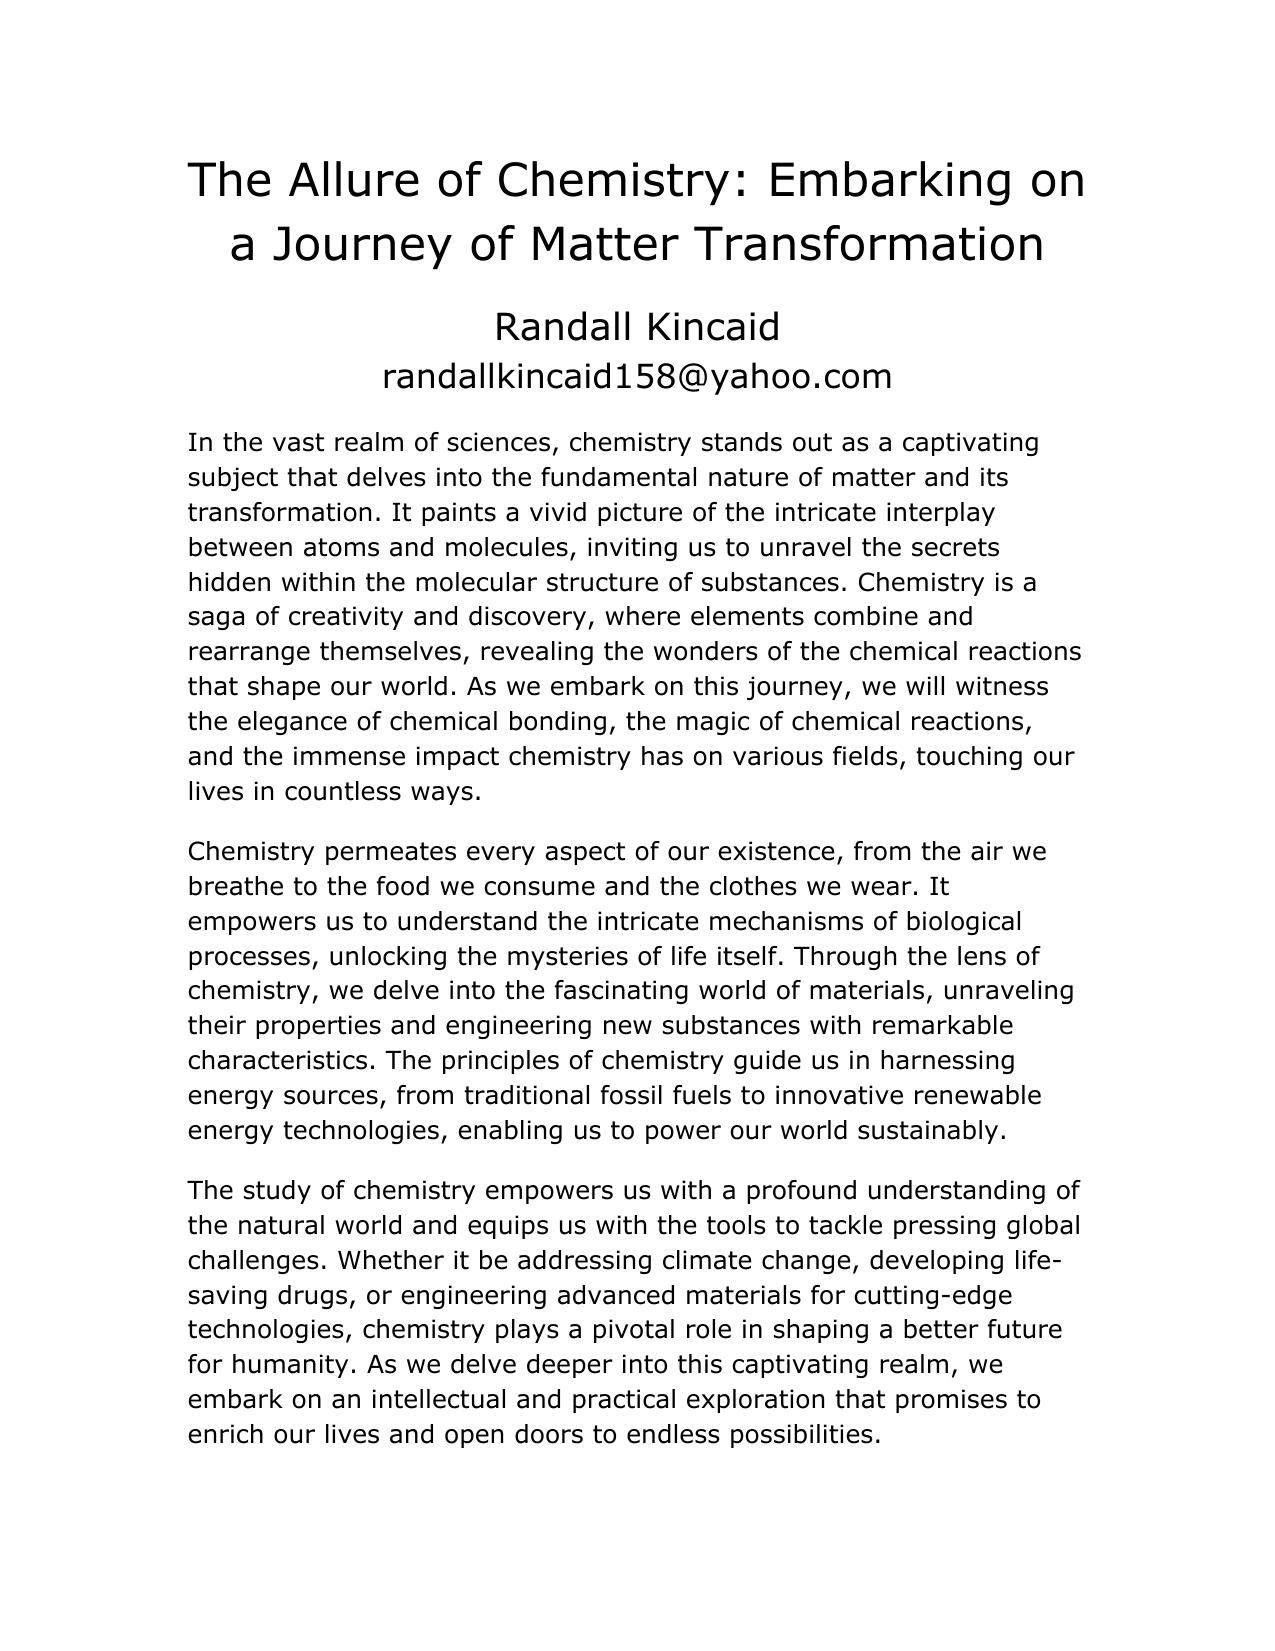 The Allure of Chemistry: Embarking on
a Journey of Matter Transformation
Randall Kincaid
randallkincaid158@yahoo.com
In the vast realm of sciences, chemistry stands out as a captivating
subject that delves into the fundamental nature of matter and its
transformation. It paints a vivid picture of the intricate interplay
between atoms and molecules, inviting us to unravel the secrets
hidden within the molecular structure of substances. Chemistry is a
saga of creativity and discovery, where elements combine and
rearrange themselves, revealing the wonders of the chemical reactions
that shape our world. As we embark on this journey, we will witness
the elegance of chemical bonding, the magic of chemical reactions,
and the immense impact chemistry has on various fields, touching our
lives in countless ways.
Chemistry permeates every aspect of our existence, from the air we
breathe to the food we consume and the clothes we wear. It
empowers us to understand the intricate mechanisms of biological
processes, unlocking the mysteries of life itself. Through the lens of
chemistry, we delve into the fascinating world of materials, unraveling
their properties and engineering new substances with remarkable
characteristics. The principles of chemistry guide us in harnessing
energy sources, from traditional fossil fuels to innovative renewable
energy technologies, enabling us to power our world sustainably.
The study of chemistry empowers us with a profound understanding of
the natural world and equips us with the tools to tackle pressing global
challenges. Whether it be addressing climate change, developing life-
saving drugs, or engineering advanced materials for cutting-edge
technologies, chemistry plays a pivotal role in shaping a better future
for humanity. As we delve deeper into this captivating realm, we
embark on an intellectual and practical exploration that promises to
enrich our lives and open doors to endless possibilities.